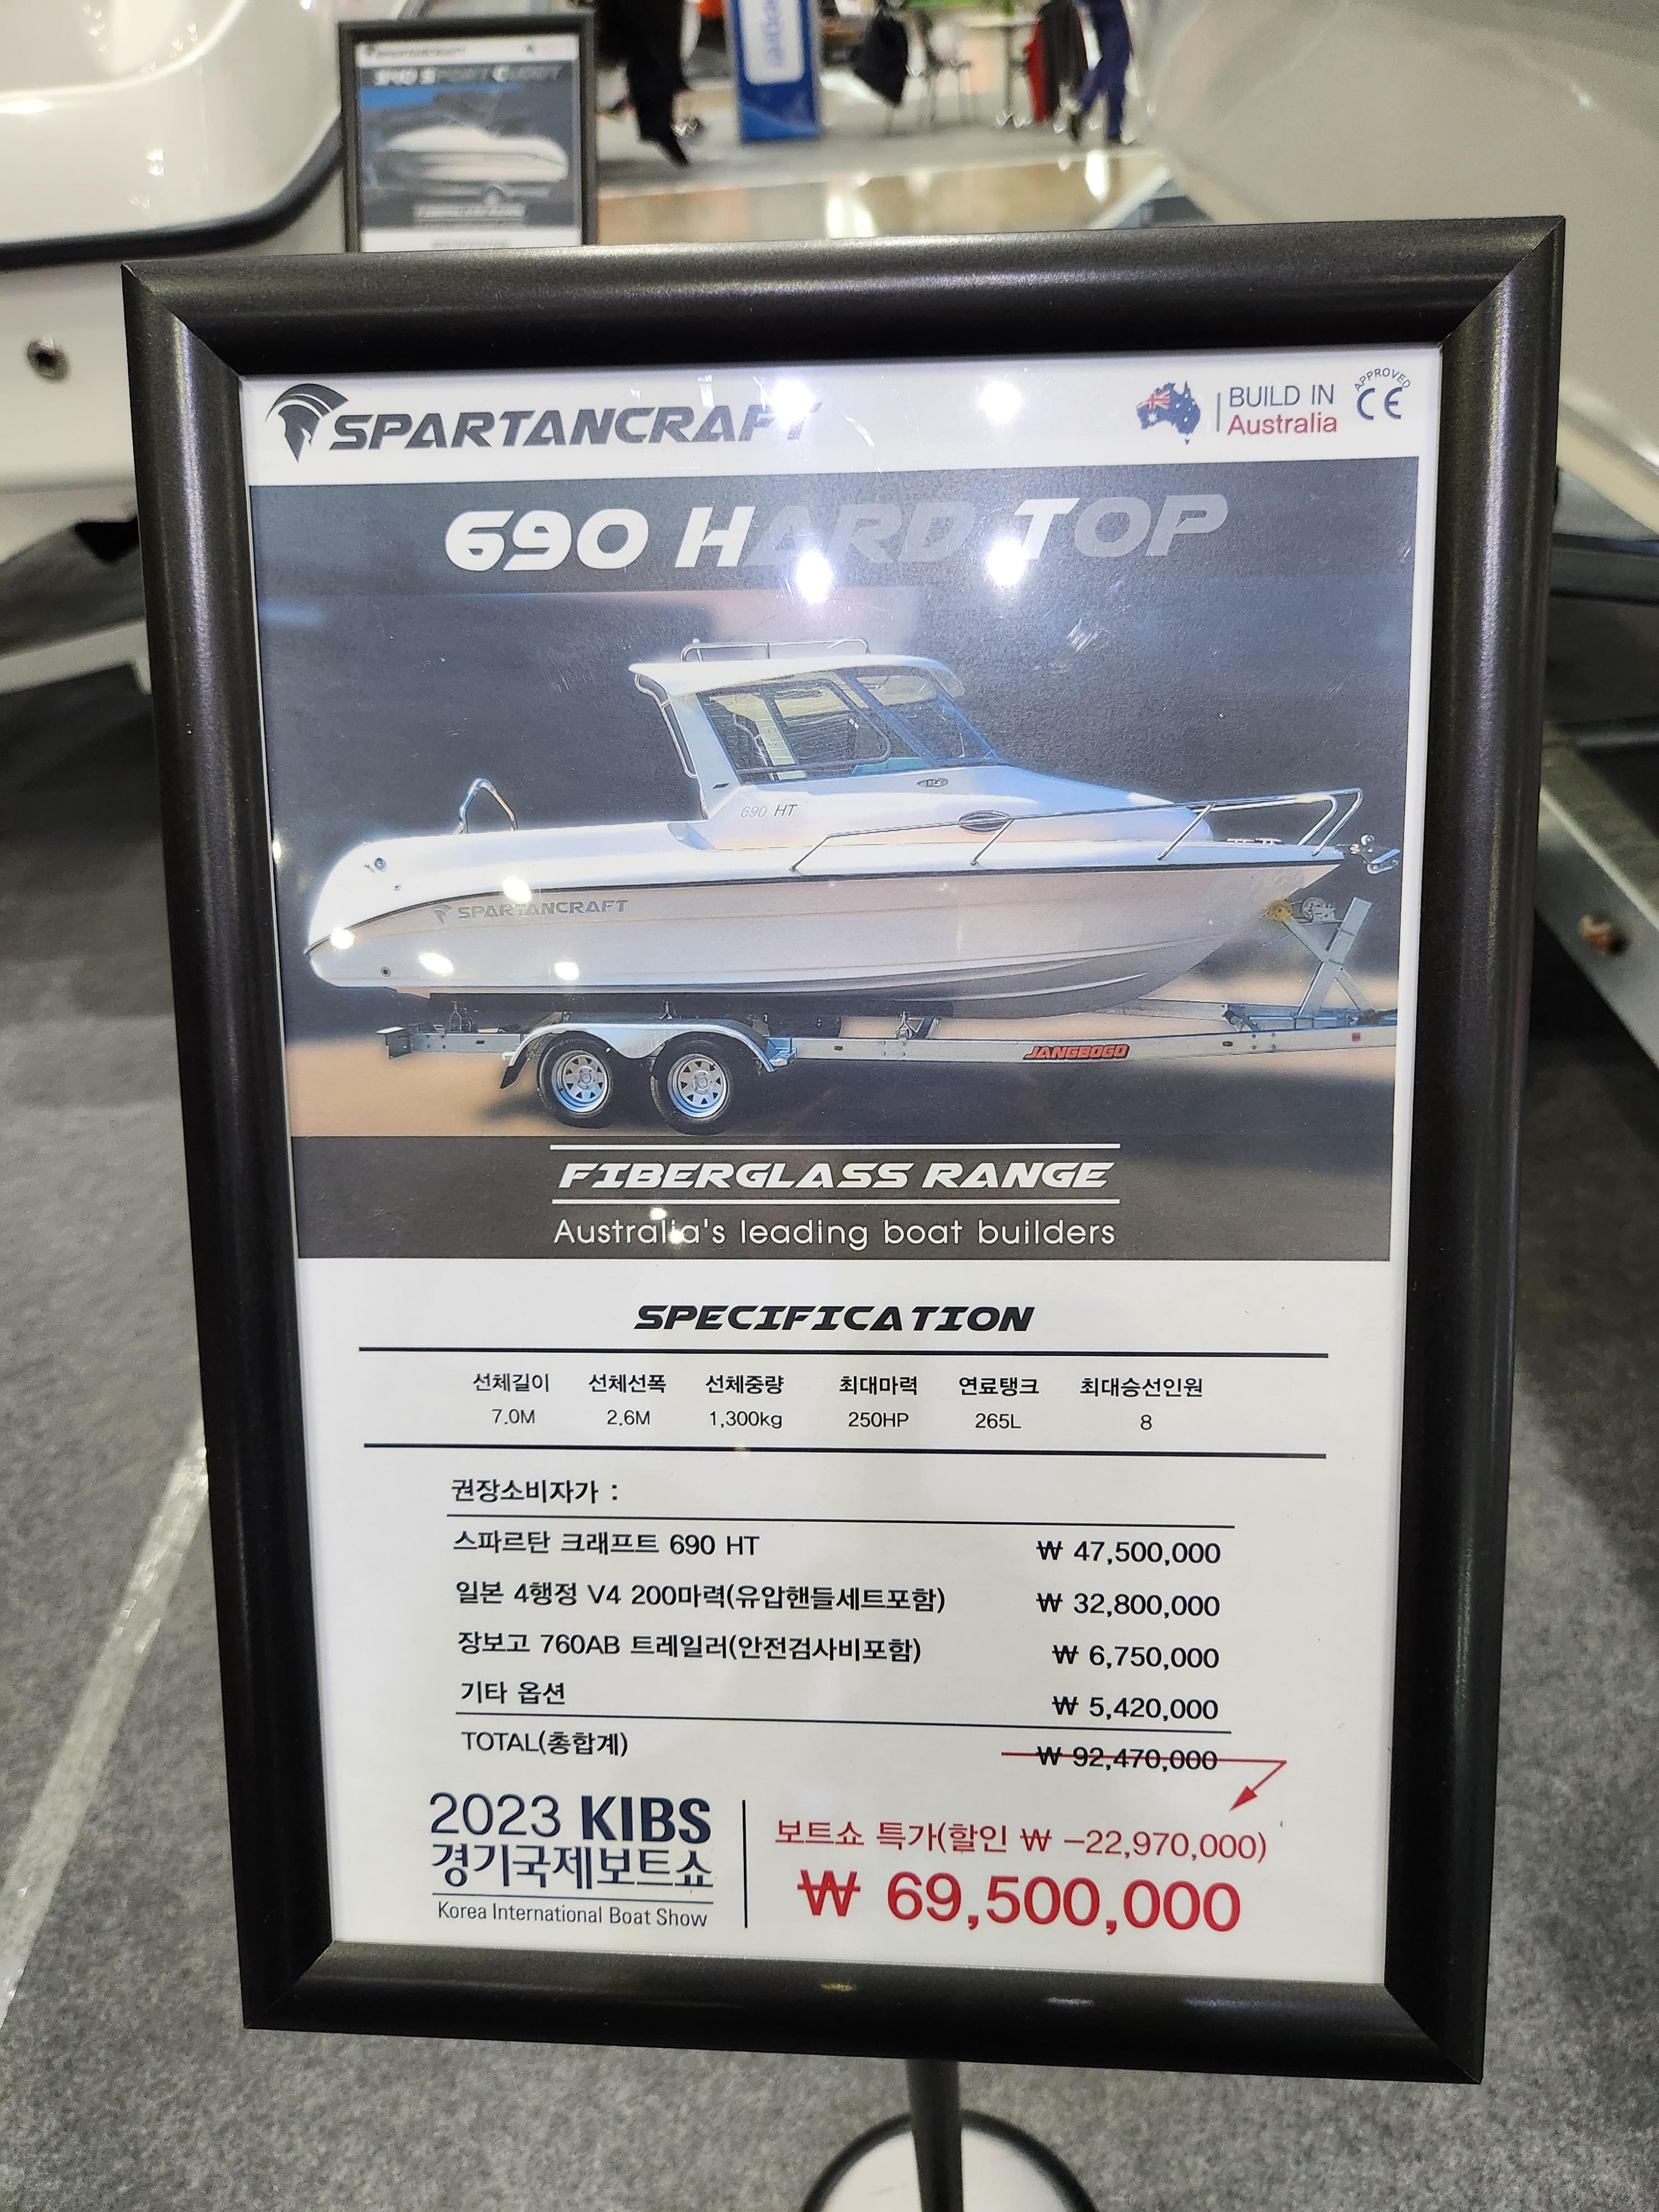 SPARTANCRAFT
BUILD IN
Australia
APPROVED
CE
690 HARD TOP
690 HT
SPARTANCRAFT
JANGBOGO
FIBERGLASS RANGE
Australia's leading boat builders
SPECIFICATION
선체길이 선체선폭 선체중량 최대마력 연료탱크 최대승선인원
7.0M 2.6M 1,300kg 250HP 265L 8
권장소비자가 :
스파르탄 크래프트 690 HT ₩ 47,500,000
일본 4행정 V4 200마력(유압핸들세트포함) ₩ 32,800,000
장보고 760AB 트레일러(안전검사비포함) ₩ 6,750,000
기타 옵션 ₩ 5,420,000
TOTAL(총합계) ₩ 92,470,000
2023 KIBS
경기국제보트쇼
Korea International Boat Show
보트쇼 특가(할인 ₩ -22,970,000)
₩ 69,500,000